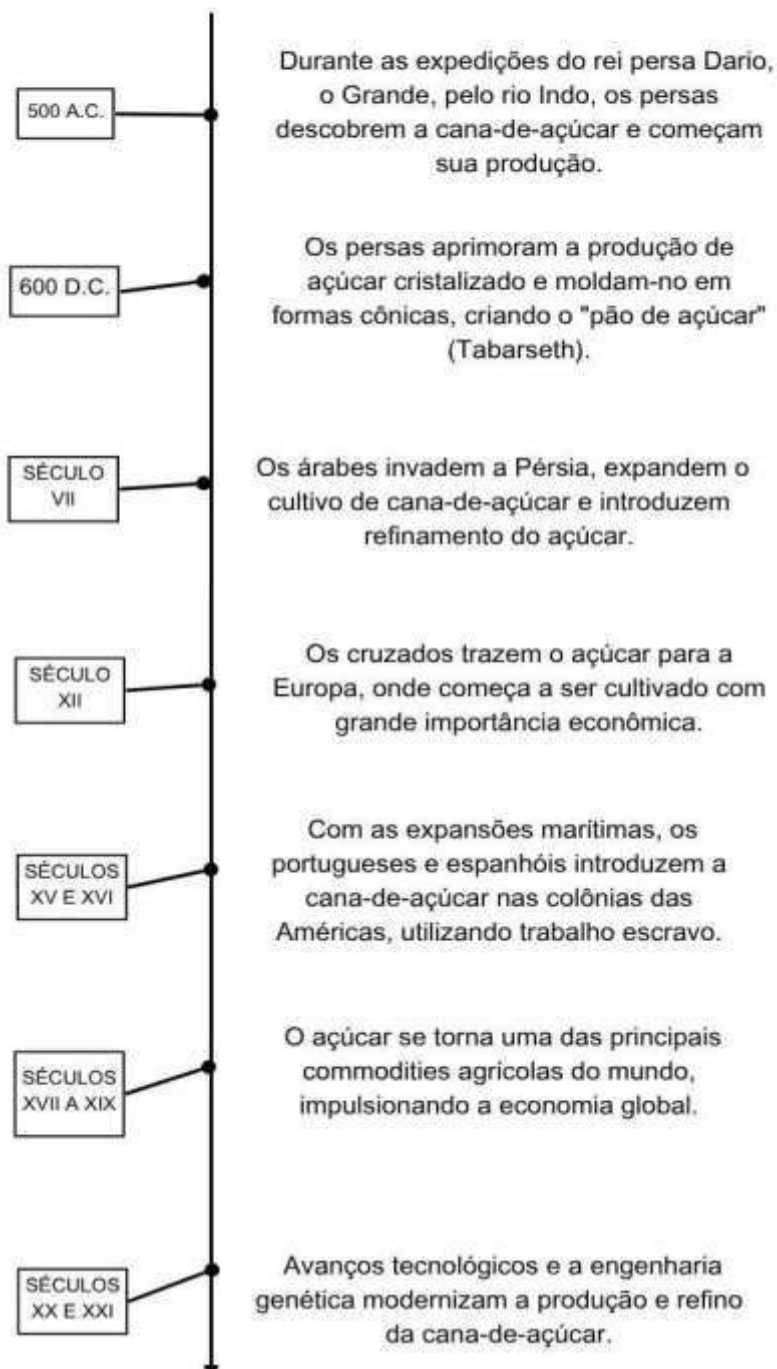 500 A.C.
Durante as expedições do rei persa Dario,
o Grande, pelo rio Indo, os persas
descobrem a cana-de-açúcar e começam
sua produção.
600 D.C.
Os persas aprimoram a produção de
açúcar cristalizado e moldam-no em
formas cônicas, criando o "pão de açúcar"
(Tabarseth).
SÉCULO
VII
Os árabes invadem a Pérsia, expandem o
cultivo de cana-de-açúcar e introduzem
refinamento do açúcar.
SÉCULO
XII
Os cruzados trazem o açúcar para a
Europa, onde começa a ser cultivado com
grande importância econômica.
SÉCULOS
XV E XVI
Com as expansões marítimas, os
portugueses e espanhóis introduzem a
cana-de-açúcar nas colônias das
Américas, utilizando trabalho escravo.
SÉCULOS
XVII A XIX
O açúcar se torna uma das principais
commodities agrícolas do mundo,
impulsionando a economia global.
SÉCULOS
XX E XXI
Avanços tecnológicos e a engenharia
genética modernizam a produção e refino
da cana-de-açúcar.